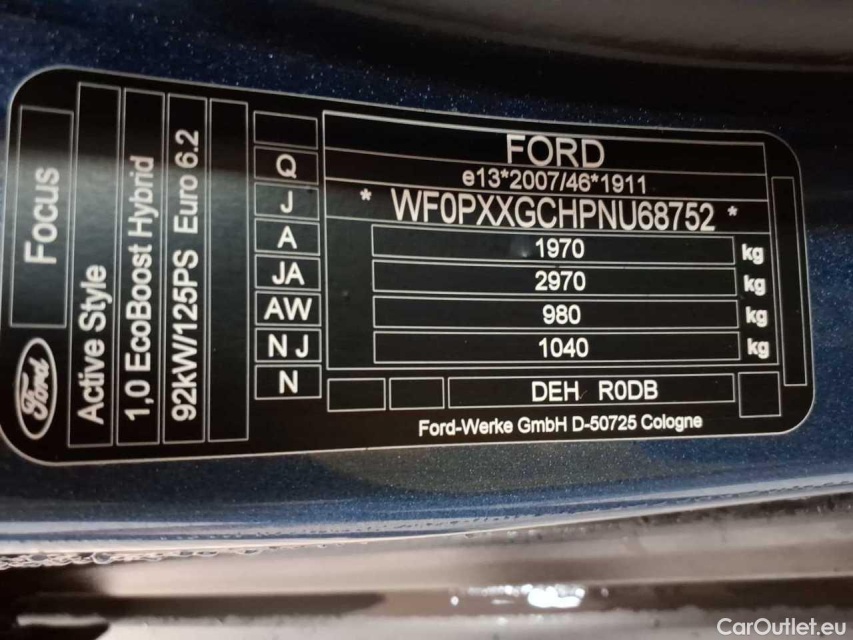 Focus
Active Style
1,0 EcoBoost Hybrid
92kW/125PS Euro 6.2
Ford
Q
J
A
JA
AW
NJ
N
FORD
e13*2007/46*1911
* WF0PXXGCHPNU68752 *
1970 kg
2970 kg
980 kg
1040 kg
DEH R0DB
Ford-Werke GmbH D-50725 Cologne
CarOutlet.eu